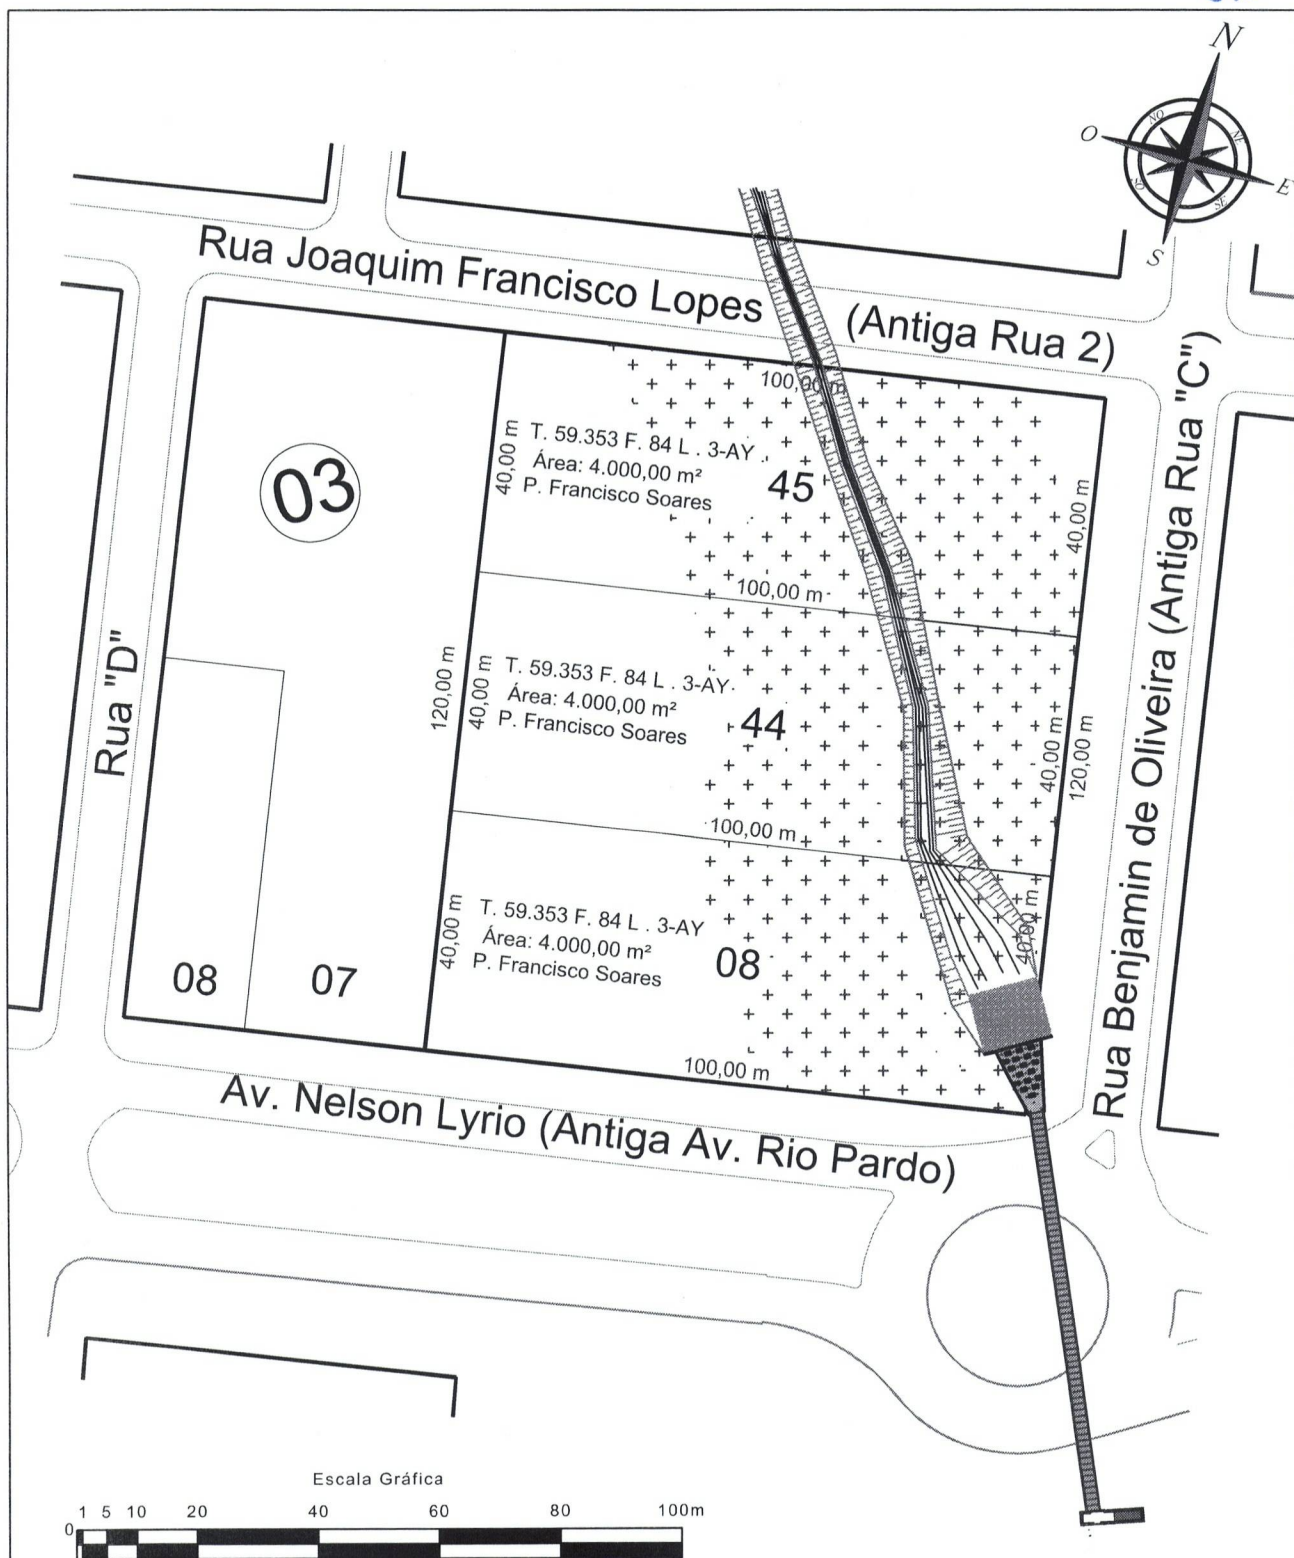 N
NO
NE
O
E
SO
SE
S
Rua Joaquim Francisco Lopes (Antiga Rua 2)
100,00 m
03
40,00 m
T. 59.353 F. 84 L . 3-AY
Área: 4.000,00 m²
P. Francisco Soares
45
40,00 m
100,00 m
Rua "D"
120,00 m
40,00 m
T. 59.353 F. 84 L . 3-AY
Área: 4.000,00 m²
P. Francisco Soares
44
40,00 m
120,00 m
Rua Benjamin de Oliveira (Antiga Rua "C")
100,00 m
40,00 m
T. 59.353 F. 84 L . 3-AY
Área: 4.000,00 m²
P. Francisco Soares
08
40,00 m
08
07
100,00 m
Av. Nelson Lyrio (Antiga Av. Rio Pardo)
Escala Gráfica
0 1 5 10 20 40 60 80 100m